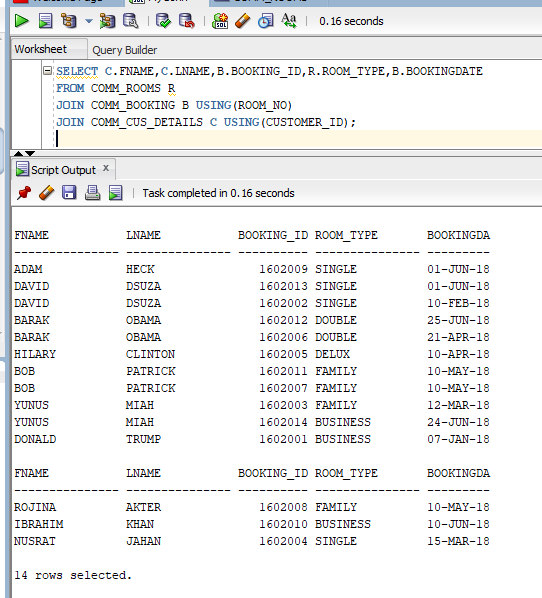 0.16 seconds
Worksheet Query Builder
SELECT C.FNAME,C.LNAME,B.BOOKING_ID,R.ROOM_TYPE,B.BOOKINGDATE
FROM COMM_ROOMS R
JOIN COMM_BOOKING B USING(ROOM_NO)
JOIN COMM_CUS_DETAILS C USING(CUSTOMER_ID);
Script Output x
Task completed in 0.16 seconds
FNAME LNAME BOOKING_ID ROOM_TYPE BOOKINGDA
--------------- --------------- ---------- --------------- ---------
ADAM HECK 1602009 SINGLE 01-JUN-18
DAVID DSUZA 1602013 SINGLE 01-JUN-18
DAVID DSUZA 1602002 SINGLE 10-FEB-18
BARAK OBAMA 1602012 DOUBLE 25-JUN-18
BARAK OBAMA 1602006 DOUBLE 21-APR-18
HILARY CLINTON 1602005 DELUX 10-APR-18
BOB PATRICK 1602011 FAMILY 10-MAY-18
BOB PATRICK 1602007 FAMILY 10-MAY-18
YUNUS MIAH 1602003 FAMILY 12-MAR-18
YUNUS MIAH 1602014 BUSINESS 24-JUN-18
DONALD TRUMP 1602001 BUSINESS 07-JAN-18
FNAME LNAME BOOKING_ID ROOM_TYPE BOOKINGDA
--------------- --------------- ---------- --------------- ---------
ROJINA AKTER 1602008 FAMILY 10-MAY-18
IBRAHIM KHAN 1602010 BUSINESS 10-JUN-18
NUSRAT JAHAN 1602004 SINGLE 15-MAR-18
14 rows selected.